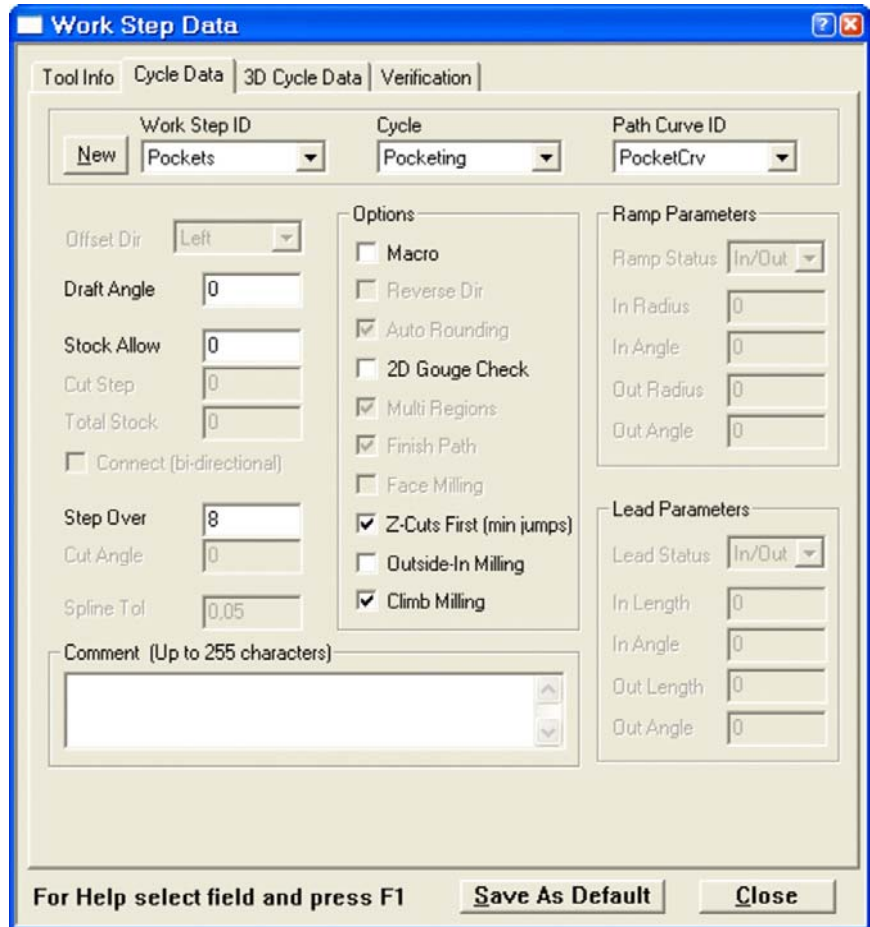 Work Step Data
Tool Info
Cycle Data
3D Cycle Data
Verification
Work Step ID
Cycle
Path Curve ID
New
Pockets
Pocketing
PocketCrv
Offset Dir
Left
Draft Angle
0
Stock Allow
0
Cut Step
0
Total Stock
0
Connect (bi-directional)
Step Over
8
Cut Angle
0
Spline Tol
0,05
Options
Macro
Reverse Dir
Auto Rounding
2D Gouge Check
Multi Regions
Finish Path
Face Milling
Z-Cuts First (min jumps)
Outside-In Milling
Climb Milling
Ramp Parameters
Ramp Status
In/Out
In Radius
0
In Angle
0
Out Radius
0
Out Angle
0
Lead Parameters
Lead Status
In/Out
In Length
0
In Angle
0
Out Length
0
Out Angle
0
Comment (Up to 255 characters)
For Help select field and press F1
Save As Default
Close